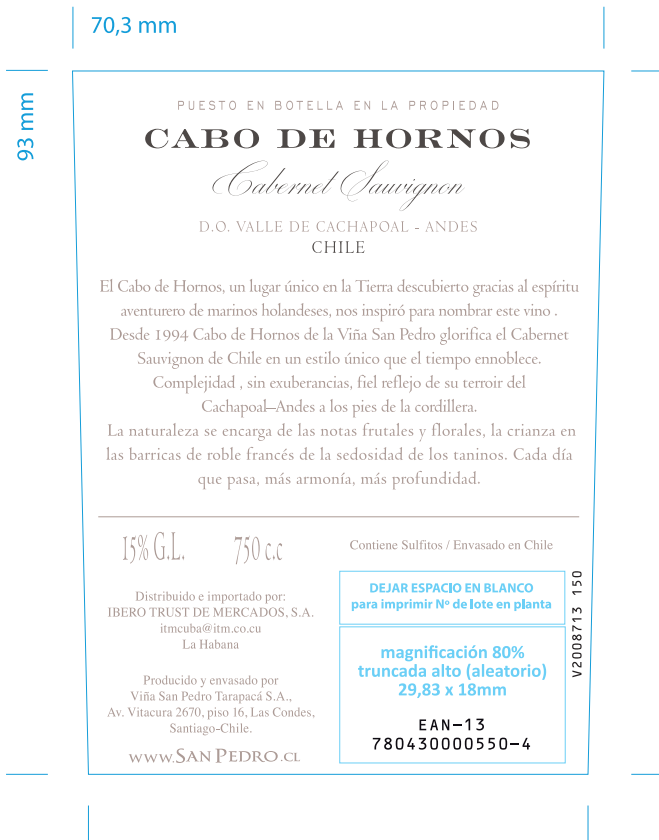 70,3 mm
93 mm
PUESTO EN BOTELLA EN LA PROPIEDAD
CABO DE HORNOS
Cabernet Sauvignon
D.O. VALLE DE CACHAPOAL - ANDES
CHILE
El Cabo de Hornos, un lugar único en la Tierra descubierto gracias al espíritu
aventurero de marinos holandeses, nos inspiró para nombrar este vino .
Desde 1994 Cabo de Hornos de la Viña San Pedro glorifica el Cabernet
Sauvignon de Chile en un estilo único que el tiempo ennoblece.
Complejidad , sin exuberancias, fiel reflejo de su terroir del
Cachapoal–Andes a los pies de la cordillera.
La naturaleza se encarga de las notas frutales y florales, la crianza en
las barricas de roble francés de la sedosidad de los taninos. Cada día
que pasa, más armonía, más profundidad.
15% G.L. 750 c.c
Distribuido e importado por:
IBERO TRUST DE MERCADOS, S.A.
itmcuba@itm.co.cu
La Habana
Producido y envasado por
Viña San Pedro Tarapacá S.A.,
Av. Vitacura 2670, piso 16, Las Condes,
Santiago-Chile.
www.SAN PEDRO.CL
Contiene Sulfitos / Envasado en Chile
DEJAR ESPACIO EN BLANCO
para imprimir Nº de lote en planta
magnificación 80%
truncada alto (aleatorio)
29,83 x 18mm
EAN-13
780430000550-4
V2008713 150